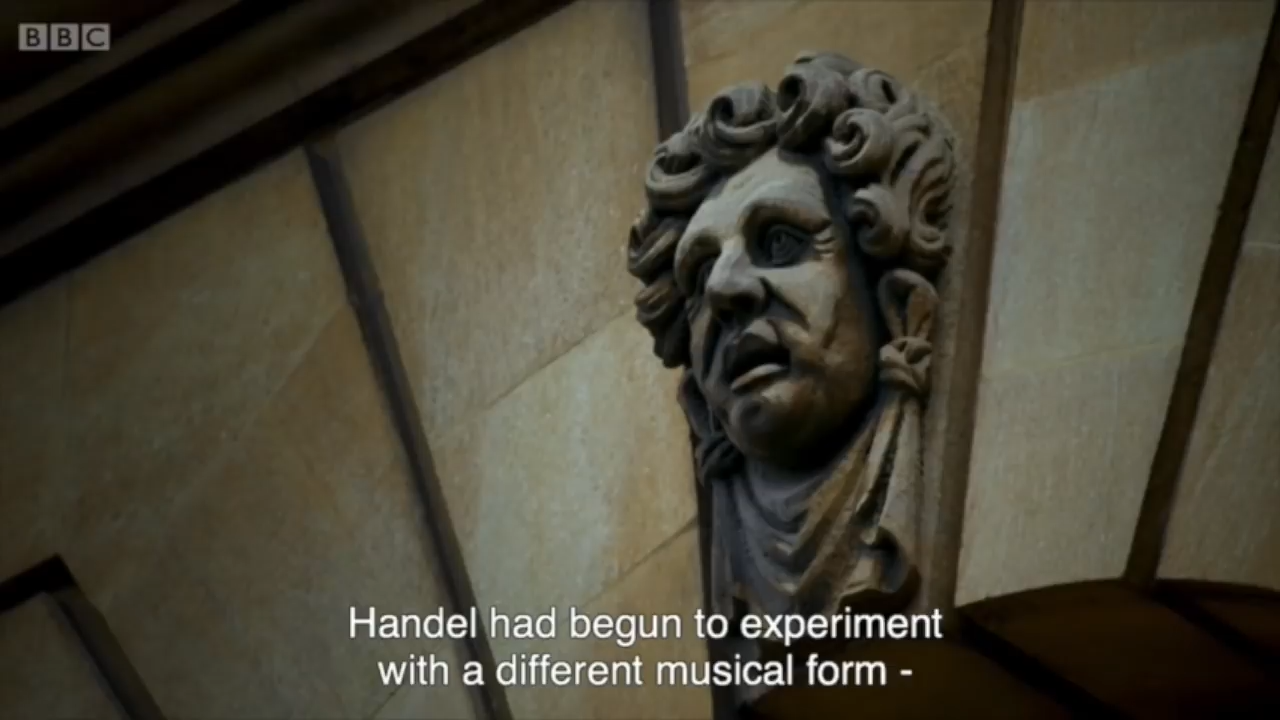 BBC
Handel had begun to experiment
with a different musical form -